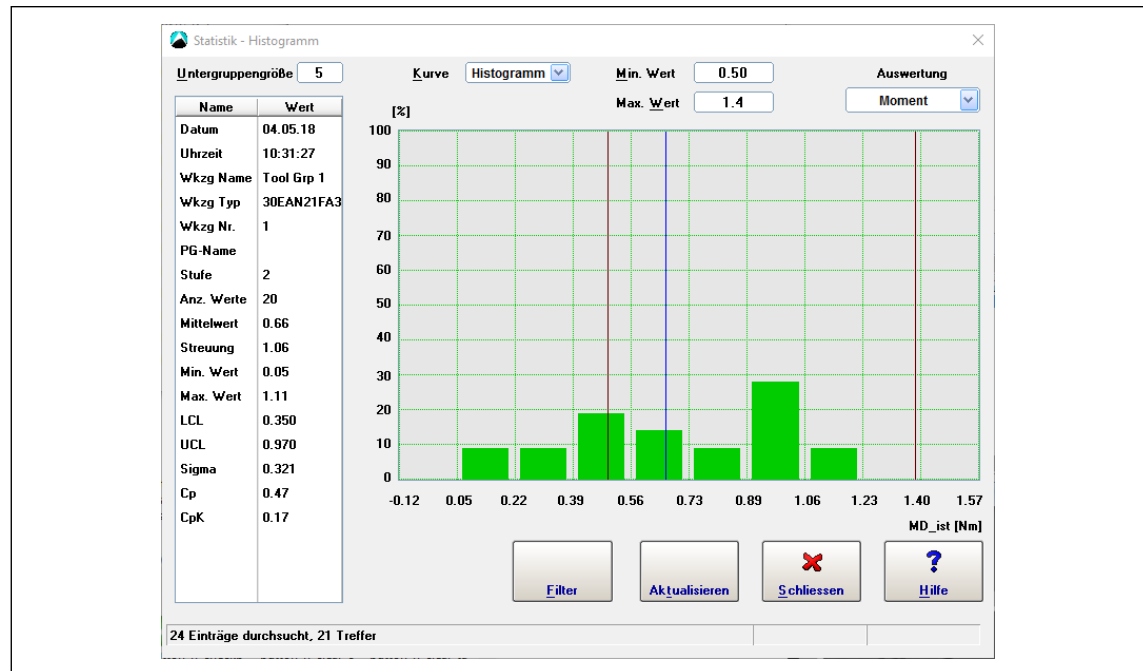 Statistik - Histogramm
Untergruppengröße 5 Kurve Histogramm Min. Wert 0.50 Auswertung
Max. Wert 1.4 Moment
Name Wert
Datum 04.05.18
Uhrzeit 10:31:27
Wkzg Name Tool Grp 1
Wkzg Typ 30EAN21FA3
Wkzg Nr. 1
PG-Name
Stufe 2
Anz. Werte 20
Mittelwert 0.66
Streuung 1.06
Min. Wert 0.05
Max. Wert 1.11
LCL 0.350
UCL 0.970
Sigma 0.321
Cp 0.47
CpK 0.17
[%]
100
90
80
70
60
50
40
30
20
10
0
-0.12 0.05 0.22 0.39 0.56 0.73 0.89 1.06 1.23 1.40 1.57
MD_ist [Nm]
Filter Aktualisieren Schliessen ? Hilfe
24 Einträge durchsucht, 21 Treffer